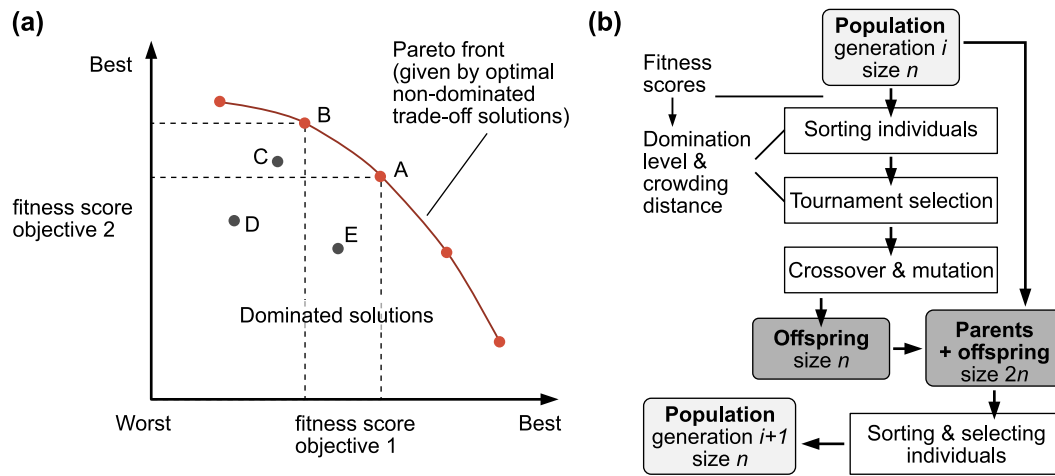 (a)
Best
Pareto front
(given by optimal
non-dominated
trade-off solutions)
B
C
A
D
E
fitness score
objective 2
Dominated solutions
Worst
fitness score
objective 1
Best
(b)
Population
generation i
size n
Fitness
scores
Domination
level &
crowding
distance
Sorting individuals
Tournament selection
Crossover & mutation
Offspring
size n
Parents
+ offspring
size 2n
Population
generation i+1
size n
Sorting & selecting
individuals